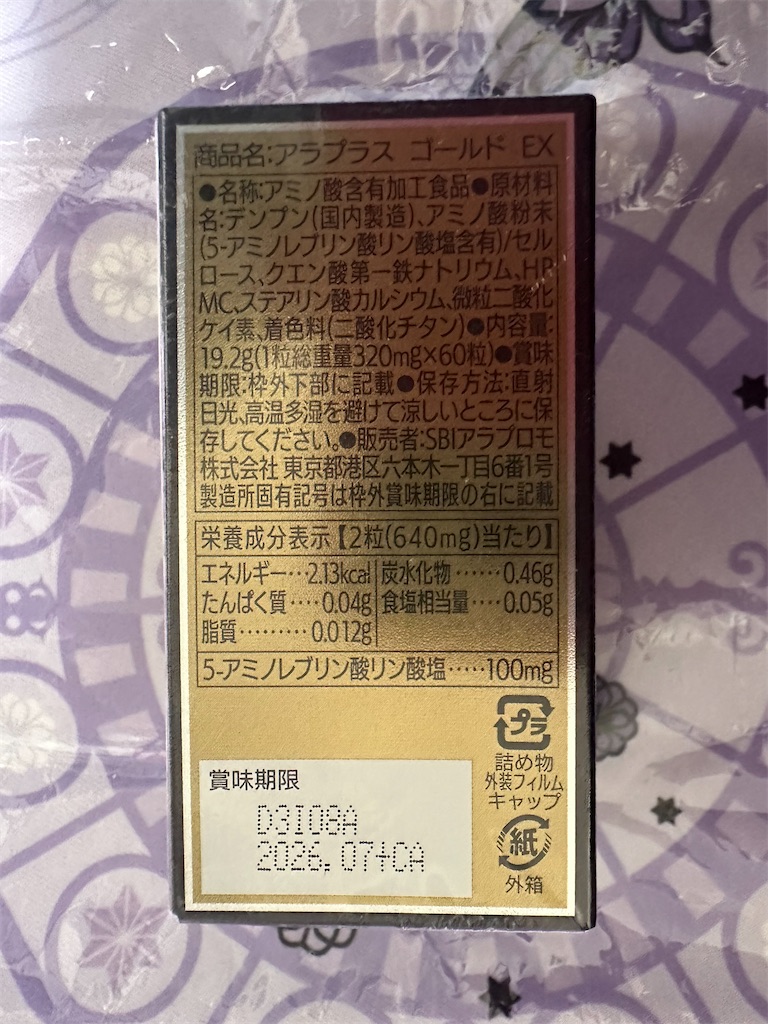 商品名:アラプラス ゴールド EX
●名称:アミノ酸含有加工食品●原材料
名:デンプン(国内製造)、アミノ酸粉末
(5-アミノレブリン酸リン酸塩含有)/セル
ロース、クエン酸第一鉄ナトリウム、HP
MC、ステアリン酸カルシウム、微粒二酸化
ケイ素、着色料(二酸化チタン)●内容量:
19.2g(1粒総重量320mg×60粒)●賞味
期限:枠外下部に記載●保存方法:直射
日光、高温多湿を避けて涼しいところに保
存してください。●販売者:SBIアラプロモ
株式会社 東京都港区六本木一丁目6番1号
製造所固有記号は枠外賞味期限の右に記載
栄養成分表示【2粒(640mg)当たり】
エネルギー…2.13kcal 炭水化物……0.46g
たんぱく質‥‥0.04g 食塩相当量‥‥0.05g
脂質………0.012g
5-アミノレブリン酸リン酸塩‥‥‥100mg
プラ
詰め物
外装フィルム
キャップ
紙
外箱
賞味期限
D3I08A
2026.07+CA